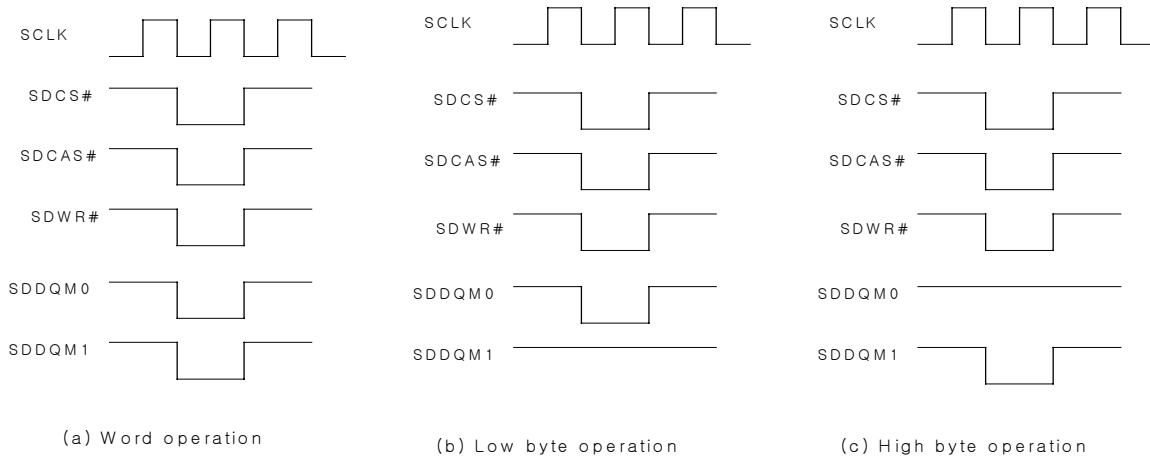 SCLK
SDCS#
SDCAS#
SDWR#
SDDQM0
SDDQM1
(a) Word operation
SCLK
SDCS#
SDCAS#
SDWR#
SDDQM0
SDDQM1
(b) Low byte operation
SCLK
SDCS#
SDCAS#
SDWR#
SDDQM0
SDDQM1
(c) High byte operation